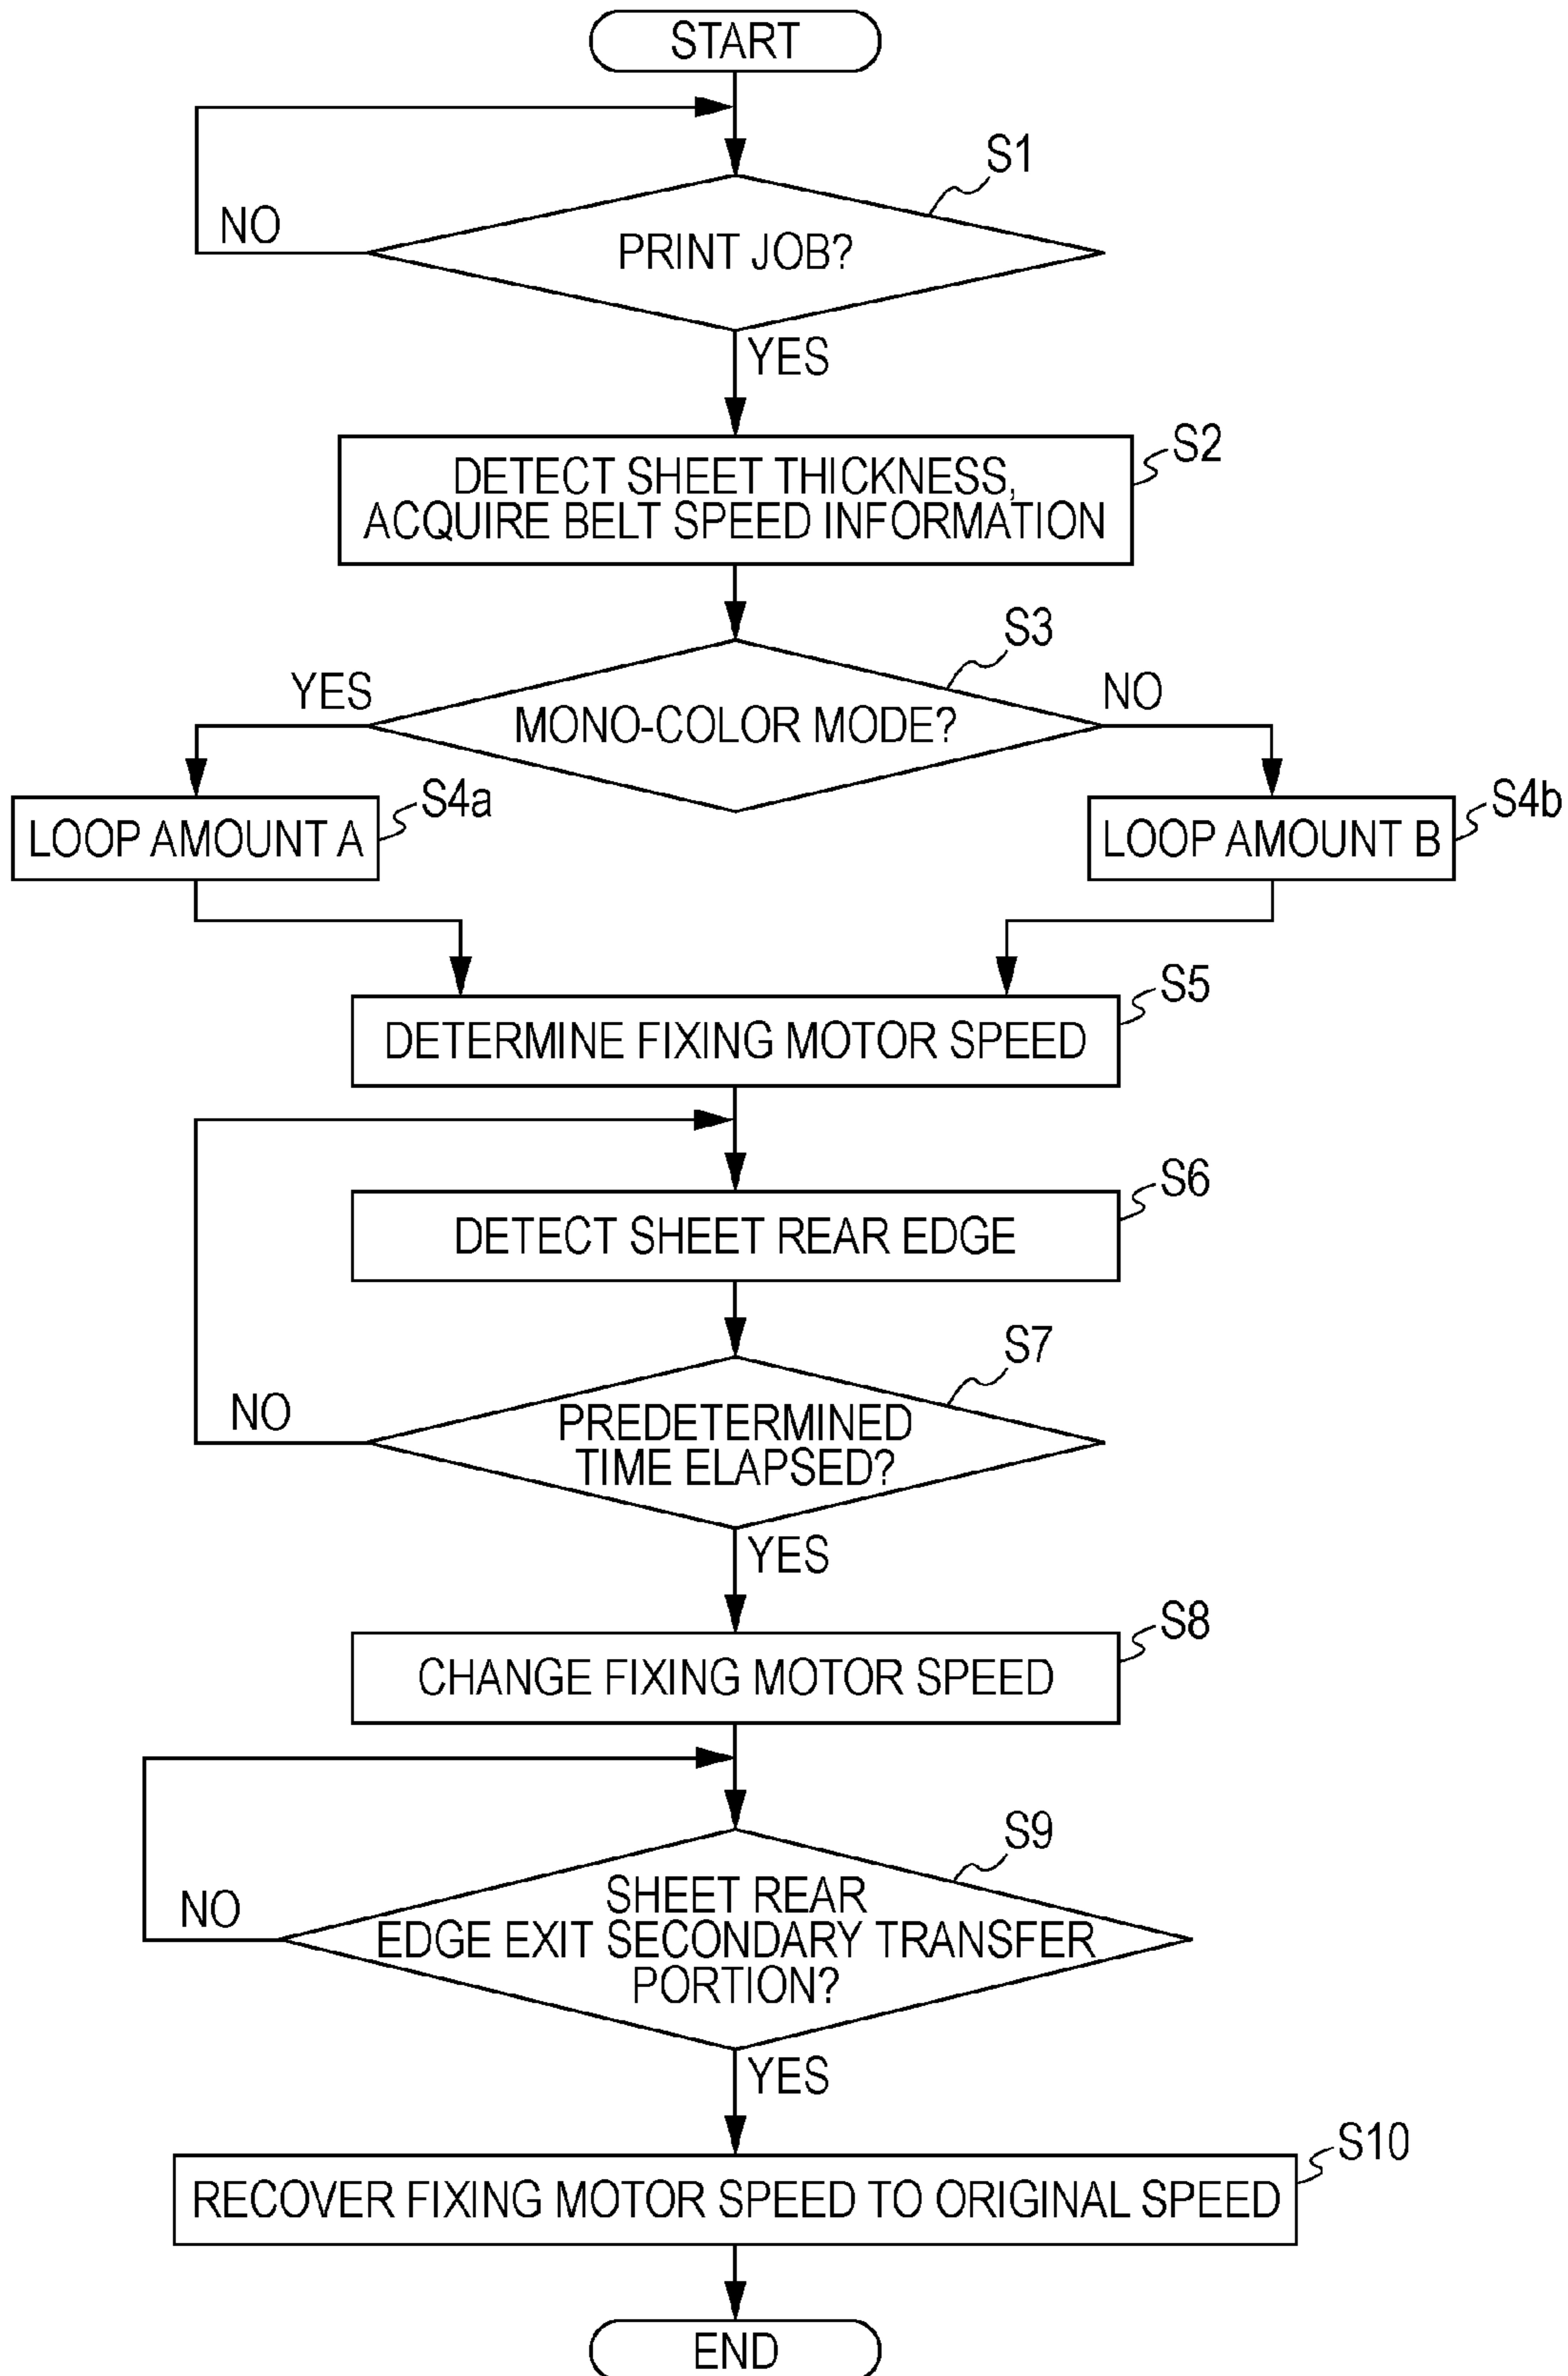 START
S1
NO
PRINT JOB?
YES
S2
DETECT SHEET THICKNESS,
ACQUIRE BELT SPEED INFORMATION
S3
YES
NO
MONO-COLOR MODE?
S4a
S4b
LOOP AMOUNT A
LOOP AMOUNT B
S5
DETERMINE FIXING MOTOR SPEED
S6
DETECT SHEET REAR EDGE
S7
NO
PREDETERMINED
TIME ELAPSED?
YES
S8
CHANGE FIXING MOTOR SPEED
S9
NO
SHEET REAR
EDGE EXIT SECONDARY TRANSFER
PORTION?
YES
S10
RECOVER FIXING MOTOR SPEED TO ORIGINAL SPEED
END